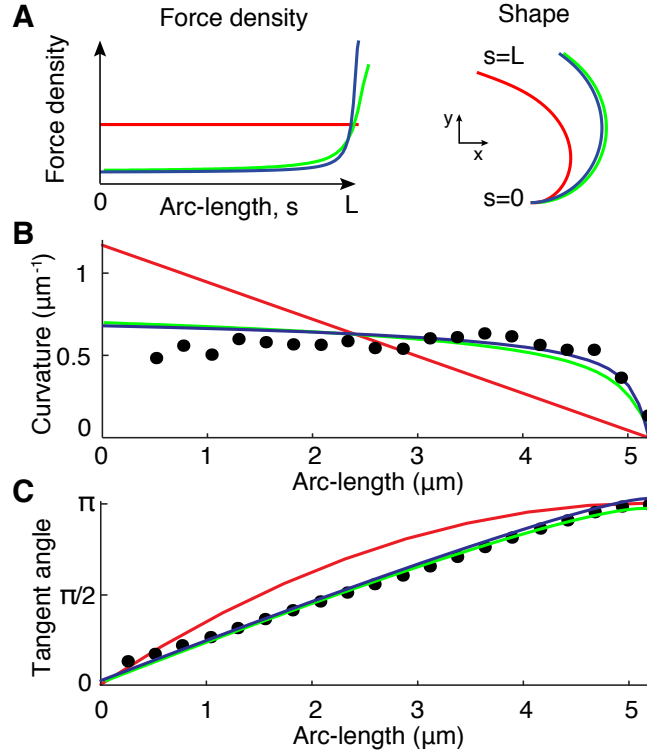 A
Force density
Shape
Force density
0
Arc-length, s
L
s=L
y
x
s=0
B
Curvature (µm⁻¹)
1
0.5
0
0
1
2
3
4
5
Arc-length (µm)
C
Tangent angle
π
π/2
0
0
1
2
3
4
5
Arc-length (µm)